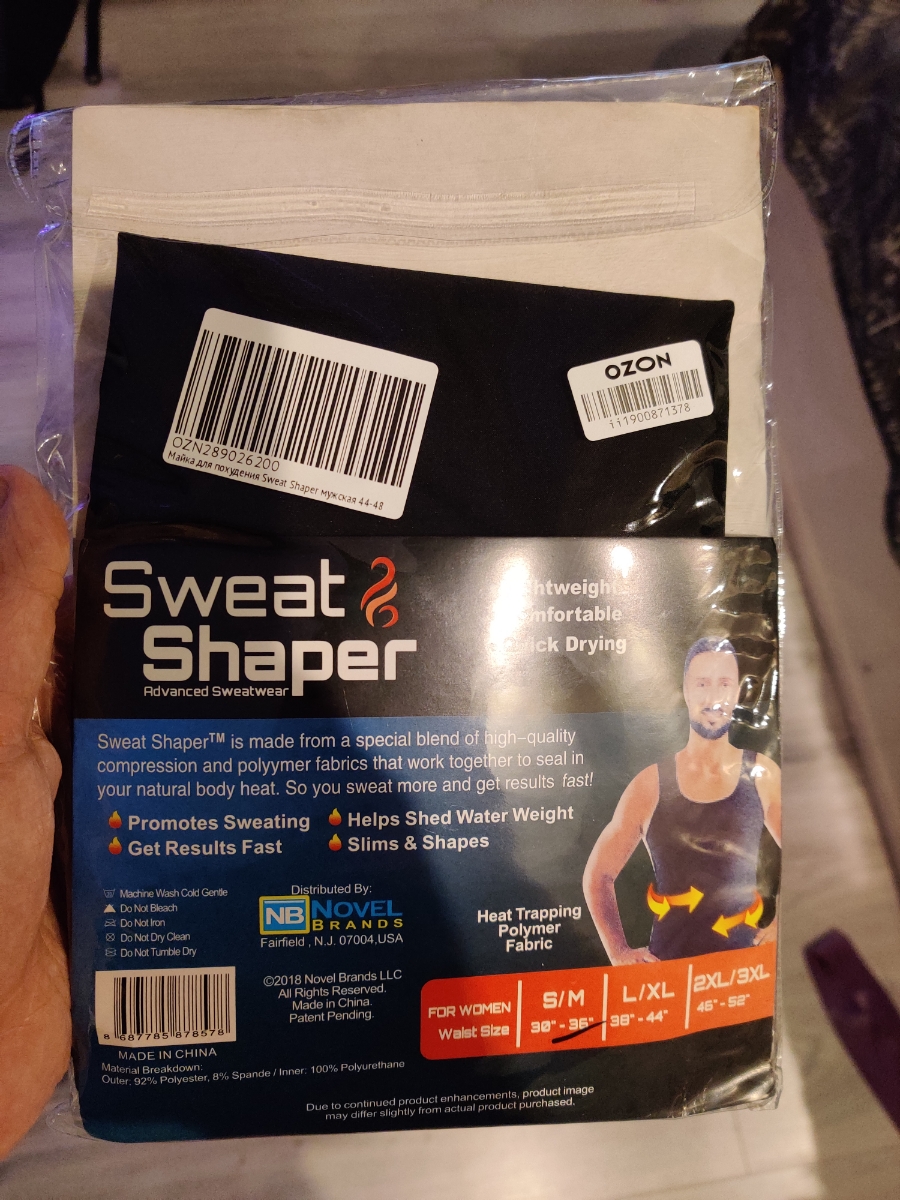 OZN289026200
Майка для похудения Sweat Shaper мужская 44-48
OZON
ii1900871378
Sweat
Shaper
Advanced Sweatwear
Drying
Sweat Shaper™ is made from a special blend of high-quality
compression and polyymer fabrics that work together to seal in
your natural body heat. So you sweat more and get results fast!
Promotes Sweating
Get Results Fast
Helps Shed Water Weight
Slims & Shapes
Machine Wash Cold Gentle
Do Not Bleach
Do Not Iron
Do Not Dry Clean
Do Not Tumble Dry
Distributed By:
NB NOVEL
BRANDS
Fairfield , N.J. 07004,USA
©2018 Novel Brands LLC
All Rights Reserved.
Made in China.
Patent Pending.
Heat Trapping
Polymer
Fabric
FOR WOMEN
Waist Size
S/M
30" - 36"
L/XL
38" - 44"
2XL/3XL
46" - 52"
8 687785 878578
MADE IN CHINA
Material Breakdown:
Outer: 92% Polyester, 8% Spande / Inner: 100% Polyurethane
Due to continued product enhancements, product image
may differ slightly from actual product purchased.